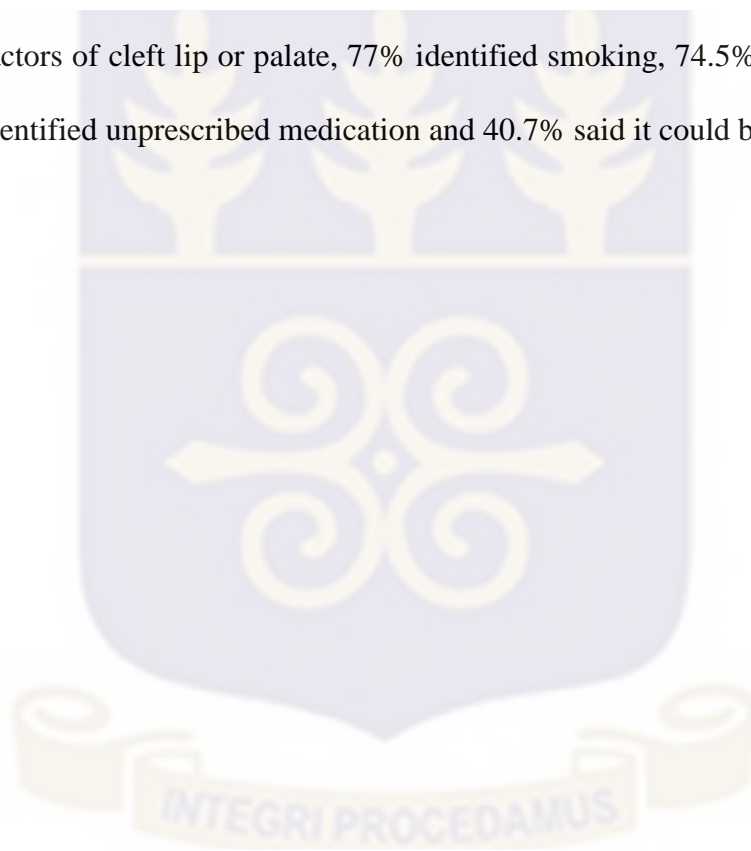 ctors of cleft lip or palate, 77% identified smoking, 74.5%
entified unprescribed medication and 40.7% said it could b
INTEGRI PROCEDAMUS